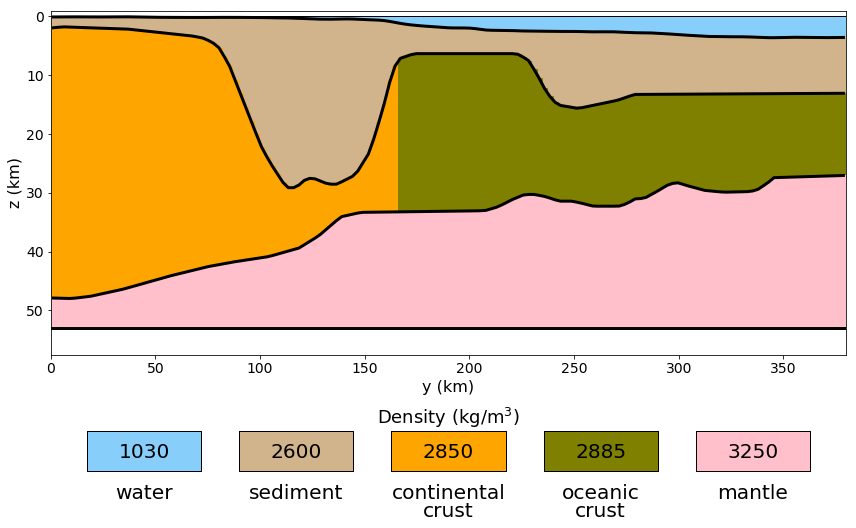 0
10
20
30
40
50
z (km)
0 50 100 150 200 250 300 350
y (km)
Density (kg/m³)
1030 2600 2850 2885 3250
water sediment continental crust oceanic crust mantle